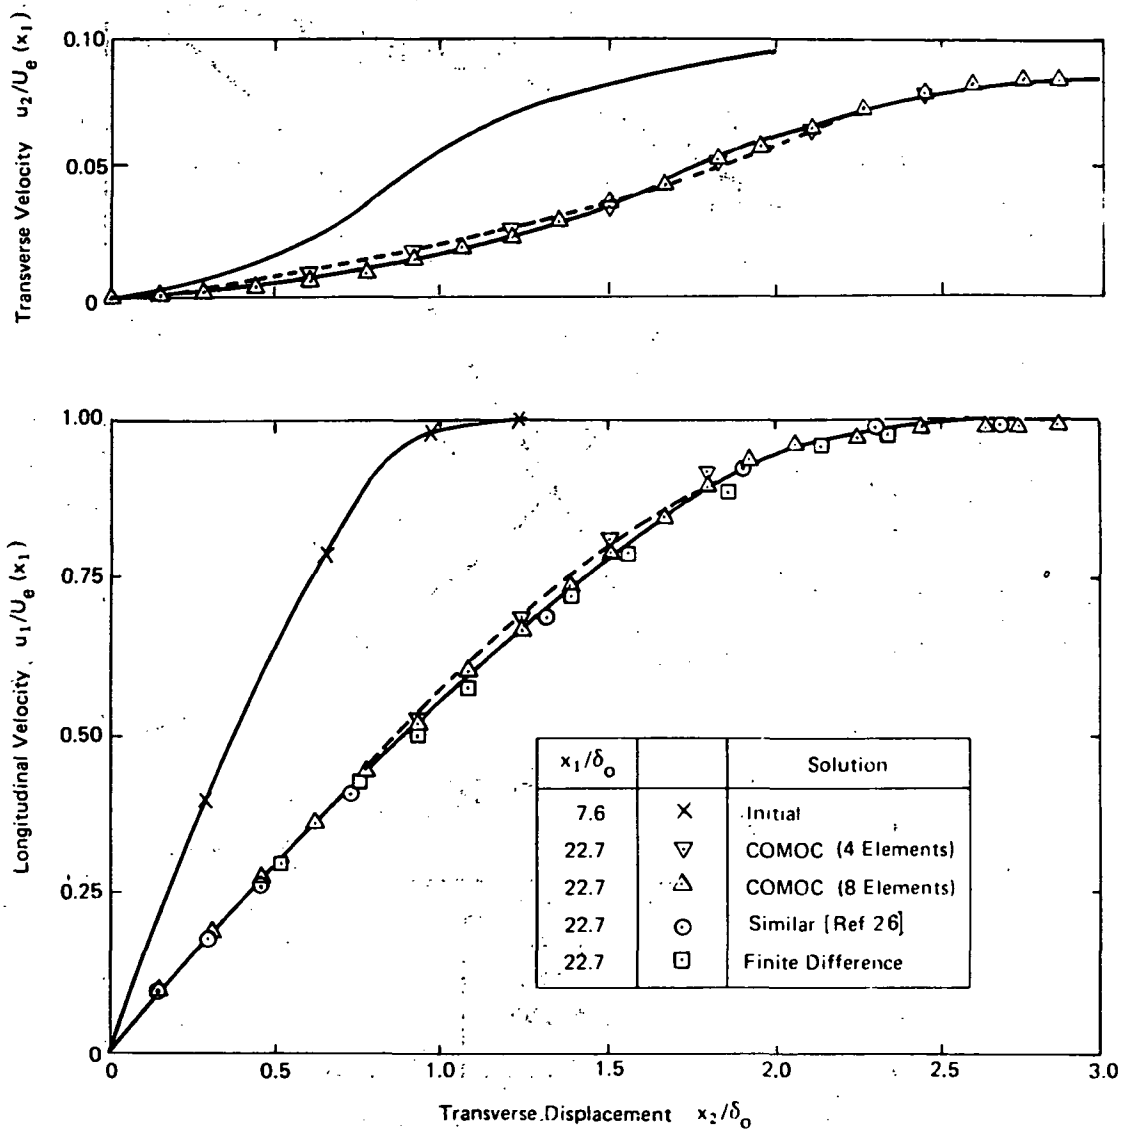 Transverse Velocity u2/Ue (x1)
0.10
0.05
0
Longitudinal Velocity, u1/Ue (x1)
1.00
0.75
0.50
0.25
0
x1/δo Solution
7.6 Initial
22.7 COMOC (4 Elements)
22.7 COMOC (8 Elements)
22.7 Similar [Ref 26]
22.7 Finite Difference
0 0.5 1.0 1.5 2.0 2.5 3.0
Transverse Displacement x2/δo